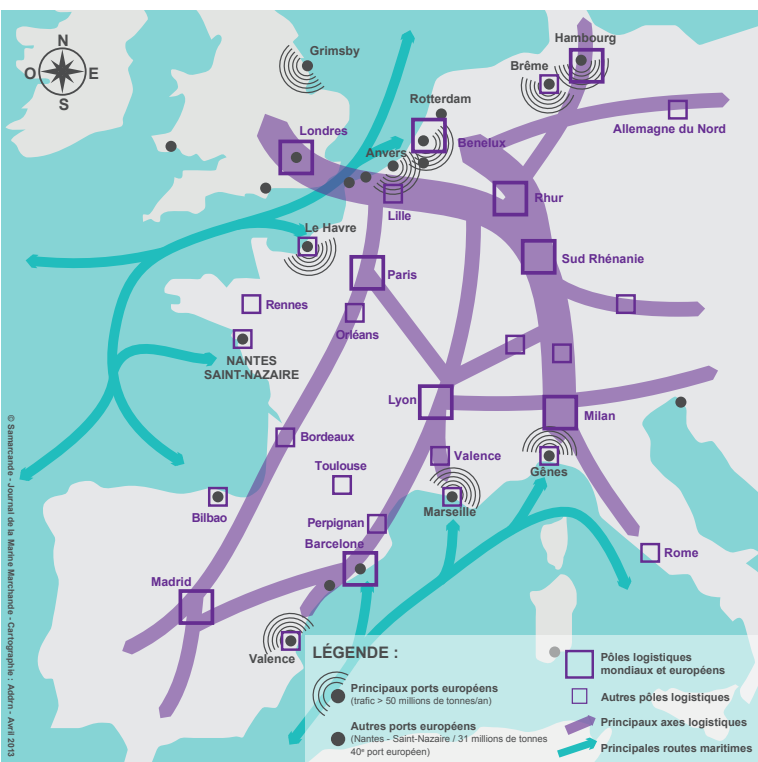 N
O E
S
Grimsby
Hambourg
Brême
Rotterdam
Londres
Benelux
Allemagne du Nord
Anvers
Rhur
Lille
Le Havre
Sud Rhénanie
Paris
Rennes
Orléans
NANTES
SAINT-NAZAIRE
Lyon
Milan
Bordeaux
Valence
Toulouse
Gênes
Bilbao
Marseille
Perpignan
Barcelone
Rome
Madrid
Valence
© Samarcande - Journal de la Marine Marchande - Cartographie : Addrn - Avril 2013
LÉGENDE :
Principaux ports européens
(trafic > 50 millions de tonnes/an)
Autres ports européens
(Nantes - Saint-Nazaire / 31 millions de tonnes
40e port européen)
Pôles logistiques
mondiaux et européens
Autres pôles logistiques
Principaux axes logistiques
Principales routes maritimes